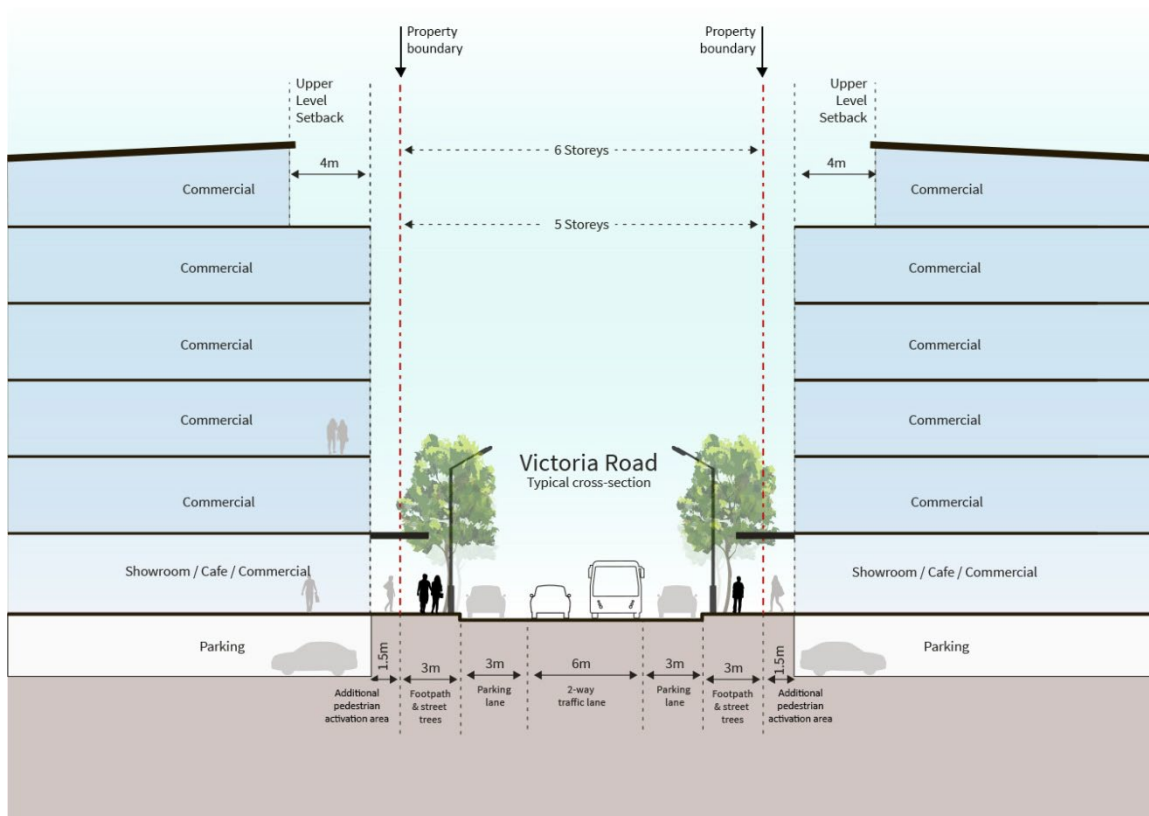 Property
boundary
Property
boundary
Upper
Level
Setback
Upper
Level
Setback
6 Storeys
4m
4m
Commercial
Commercial
5 Storeys
Commercial
Commercial
Commercial
Commercial
Commercial
Commercial
Victoria Road
Typical cross-section
Commercial
Commercial
Showroom / Cafe / Commercial
Showroom / Cafe / Commercial
Parking
Parking
1.5m
3m
3m
6m
3m
3m
1.5m
Additional
pedestrian
activation area
Footpath
& street
trees
Parking
lane
2-way
traffic lane
Parking
lane
Footpath
& street
trees
Additional
pedestrian
activation area